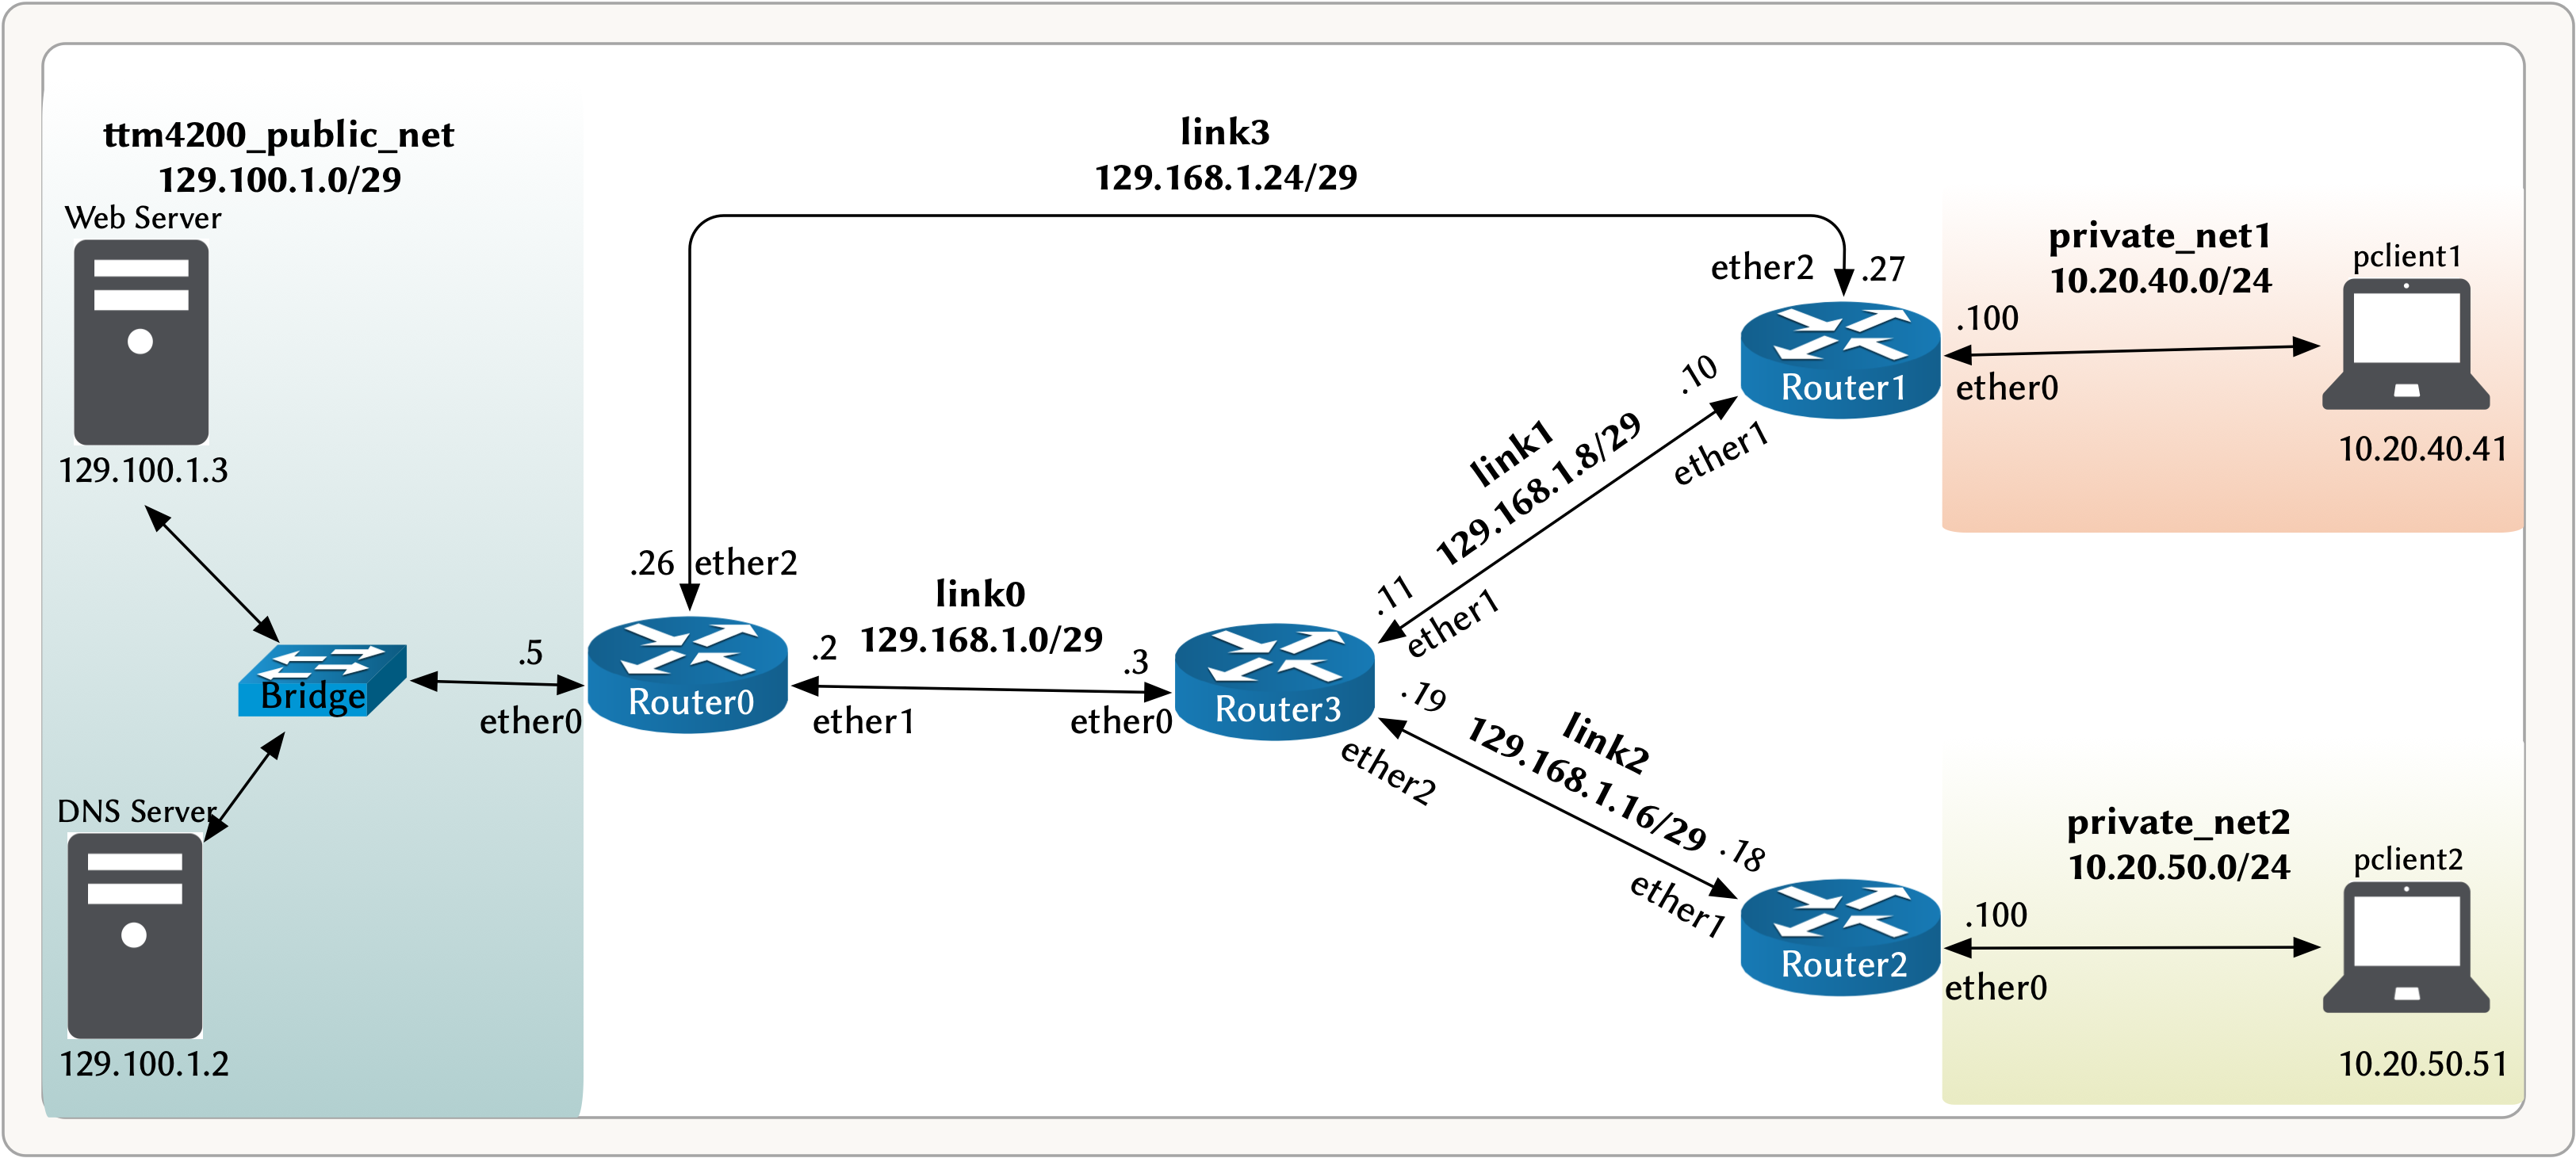 ttm4200_public_net
129.100.1.0/29
Web Server
129.100.1.3
Bridge
.5
ether0
DNS Server
129.100.1.2
link3
129.168.1.24/29
.26
ether2
Router0
.2
ether1
link0
129.168.1.0/29
.3
ether0
Router3
.11
ether1
link1
129.168.1.8/29
.10
ether1
ether2
.27
Router1
.100
ether0
private_net1
10.20.40.0/24
pclient1
10.20.40.41
.19
ether2
link2
129.168.1.16/29
.18
ether1
Router2
.100
ether0
private_net2
10.20.50.0/24
pclient2
10.20.50.51